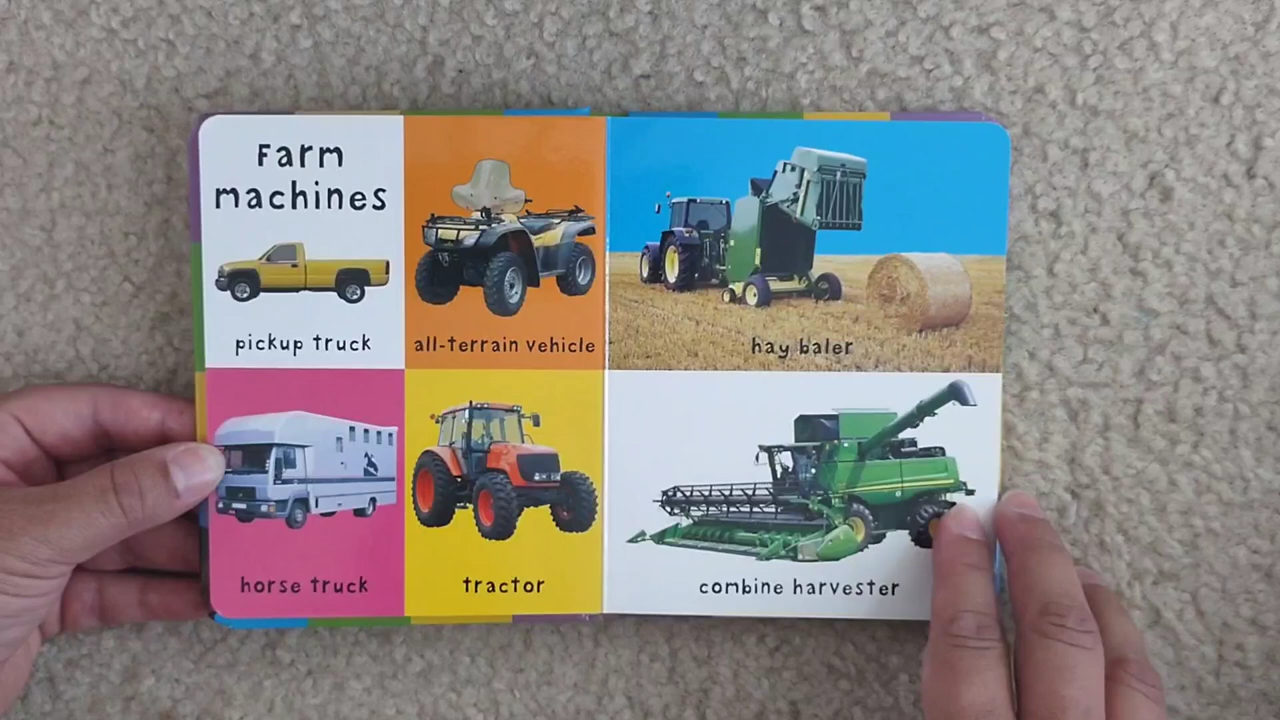 Farm
machines
pickup truck
all-terrain vehicle
hay baler
horse truck
tractor
combine harvester